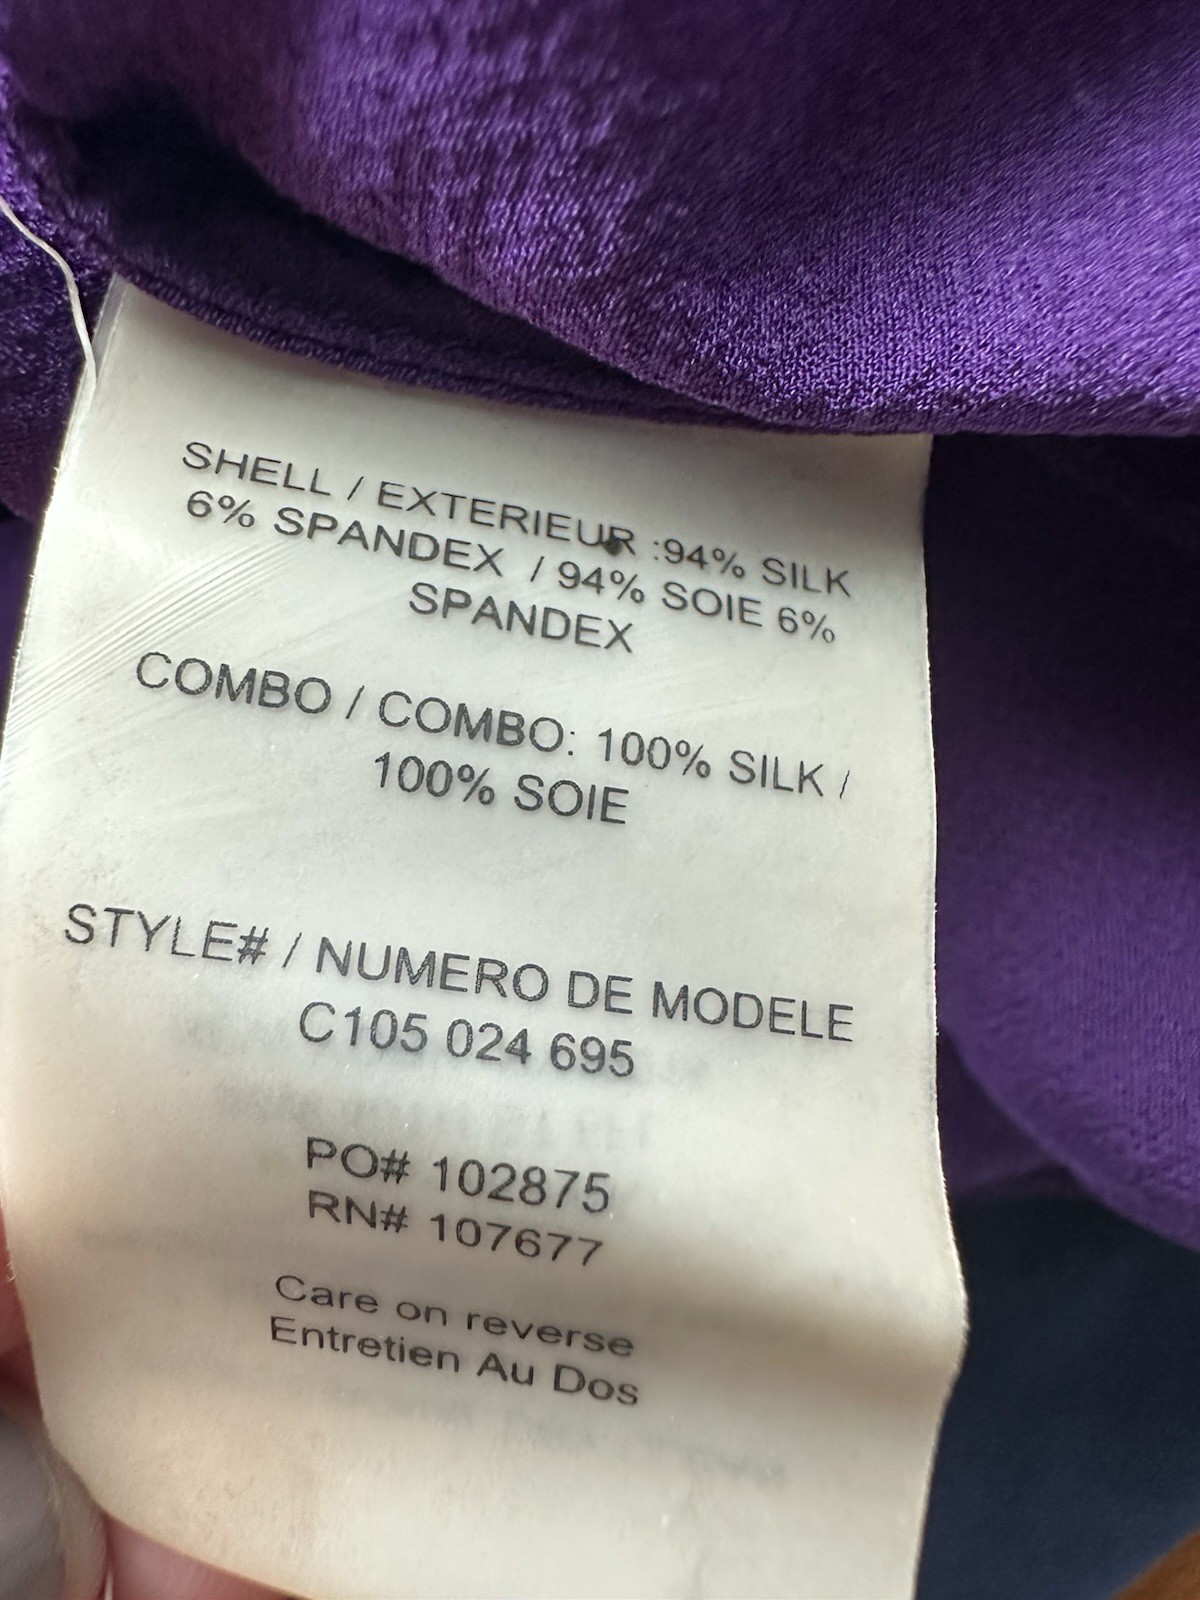 SHELL / EXTERIEUR :94% SILK
6% SPANDEX / 94% SOIE 6%
SPANDEX
COMBO / COMBO: 100% SILK /
100% SOIE
STYLE# / NUMERO DE MODELE
C105 024 695
PO# 102875
RN# 107677
Care on reverse
Entretien Au Dos